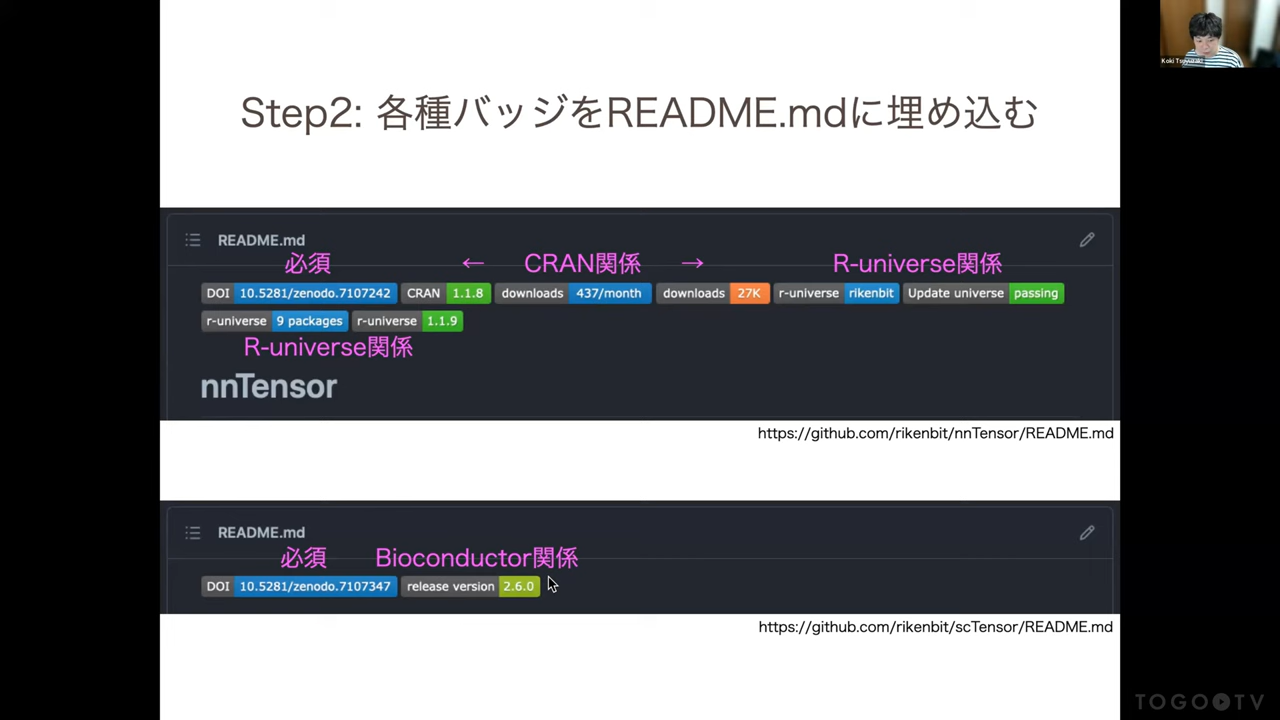 Koki Tsuyuzaki
Step2: 各種バッジをREADME.mdに埋め込む
README.md
必須 ← CRAN関係 → R-universe関係
DOI 10.5281/zenodo.7107242 CRAN 1.1.8 downloads 437/month downloads 27K r-universe rikenbit Update universe passing
r-universe 9 packages r-universe 1.1.9
R-universe関係
nnTensor
https://github.com/rikenbit/nnTensor/README.md
README.md
必須 Bioconductor関係
DOI 10.5281/zenodo.7107347 release version 2.6.0
https://github.com/rikenbit/scTensor/README.md
TOGOTV